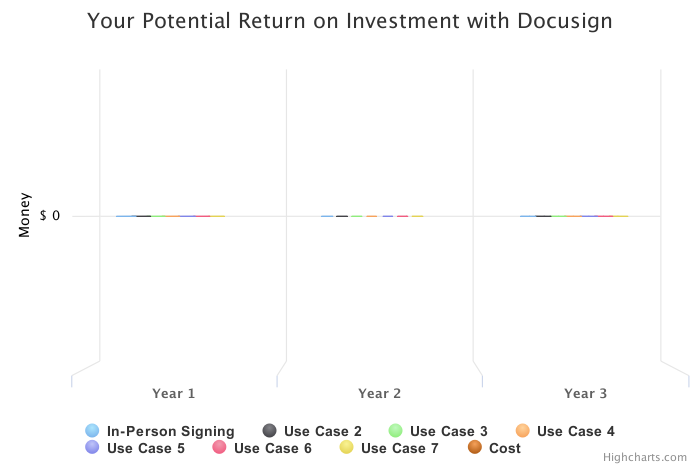 Your Potential Return on Investment with Docusign
Money
$ 0
Year 1 Year 2 Year 3
In-Person Signing Use Case 2 Use Case 3 Use Case 4
Use Case 5 Use Case 6 Use Case 7 Cost
Highcharts.com